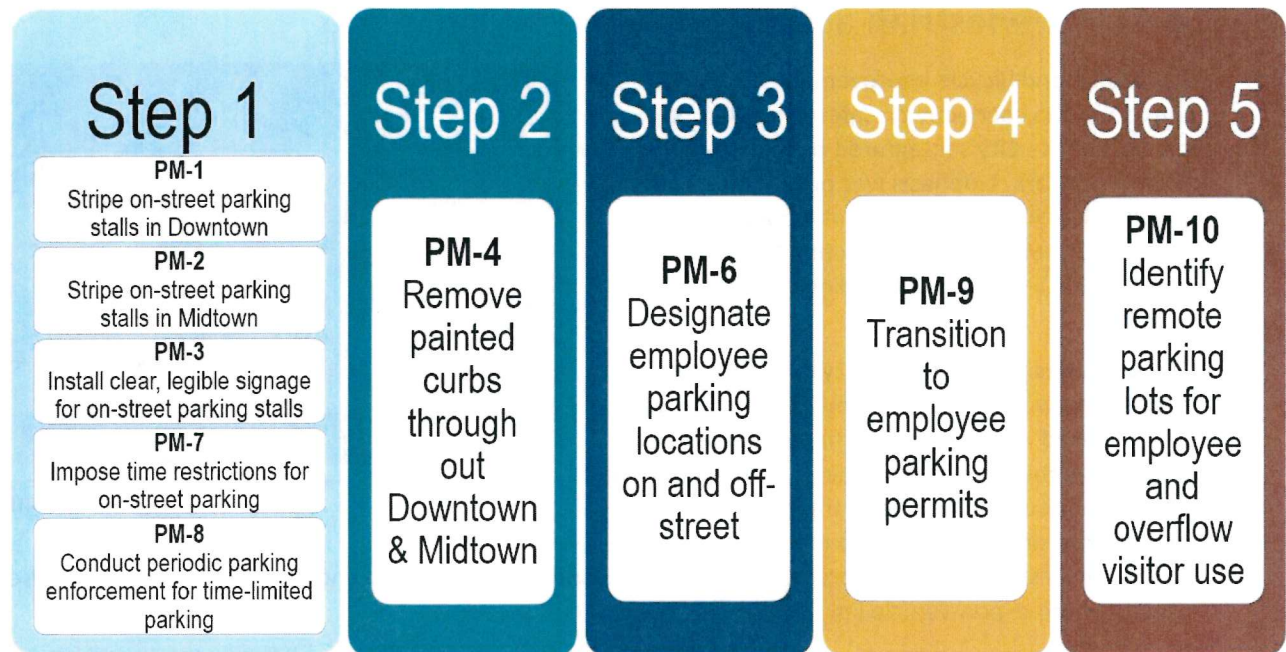 Step 1
PM-1
Stripe on-street parking
stalls in Downtown
PM-2
Stripe on-street parking
stalls in Midtown
PM-3
Install clear, legible signage
for on-street parking stalls
PM-7
Impose time restrictions for
on-street parking
PM-8
Conduct periodic parking
enforcement for time-limited
parking
Step 2
PM-4
Remove
painted
curbs
through
out
Downtown
& Midtown
Step 3
PM-6
Designate
employee
parking
locations
on and off-
street
Step 4
PM-9
Transition
to
employee
parking
permits
Step 5
PM-10
Identify
remote
parking
lots for
employee
and
overflow
visitor use